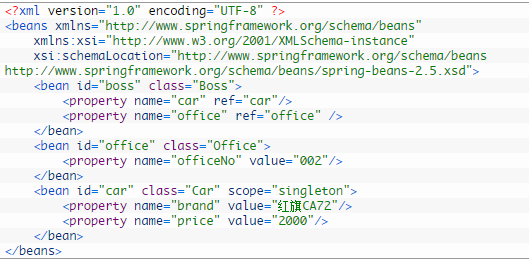 <?xml version="1.0" encoding="UTF-8" ?>
<beans xmlns="http://www.springframework.org/schema/beans"
xmlns:xsi="http://www.w3.org/2001/XMLSchema-instance"
xsi:schemaLocation="http://www.springframework.org/schema/beans
http://www.springframework.org/schema/beans/spring-beans-2.5.xsd">
<bean id="boss" class="Boss">
<property name="car" ref="car"/>
<property name="office" ref="office" />
</bean>
<bean id="office" class="Office">
<property name="officeNo" value="002"/>
</bean>
<bean id="car" class="Car" scope="singleton">
<property name="brand" value="红旗CA72"/>
<property name="price" value="2000"/>
</bean>
</beans>